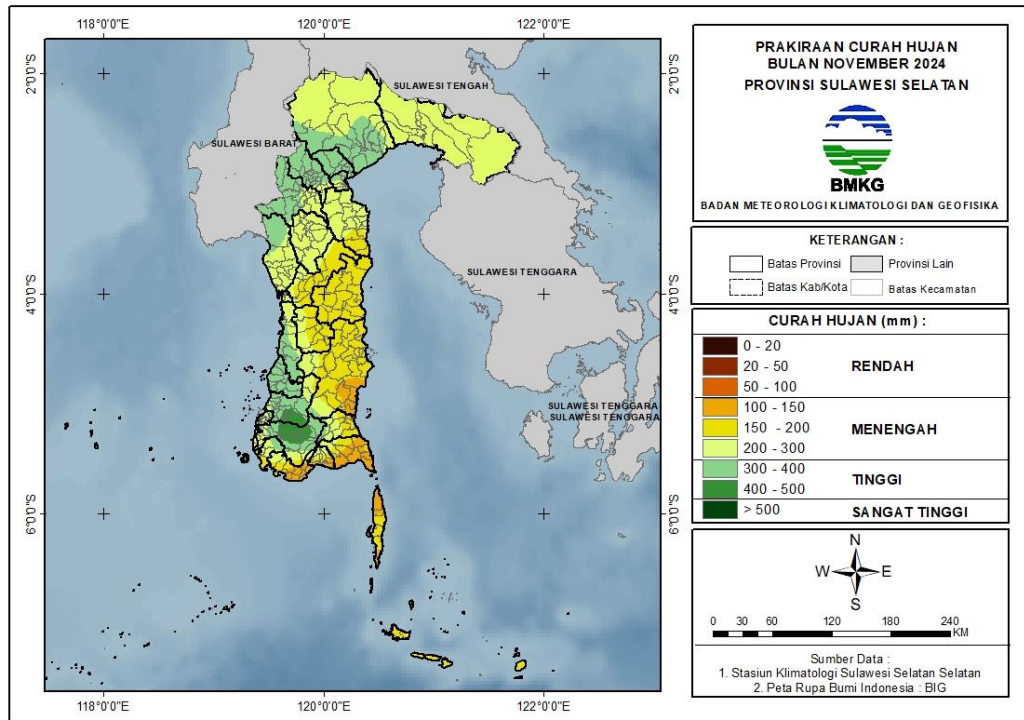 118°0'0"E
120°0'0"E
122°0'0"E
2°0'0"S
4°0'0"S
6°0'0"S
SULAWESI TENGAH
SULAWESI BARAT
SULAWESI TENGGARA
SULAWESI TENGGARA
SULAWESI TENGGARA
2°0'0"S
4°0'0"S
6°0'0"S
118°0'0"E
120°0'0"E
122°0'0"E
PRAKIRAAN CURAH HUJAN
BULAN NOVEMBER 2024
PROVINSI SULAWESI SELATAN
BMKG
BADAN METEOROLOGI KLIMATOLOGI DAN GEOFISIKA
KETERANGAN :
Batas Provinsi
Provinsi Lain
Batas Kab/Kota
Batas Kecamatan
CURAH HUJAN (mm) :
0 - 20
20 - 50
50 - 100
RENDAH
100 - 150
150 - 200
200 - 300
MENENGAH
300 - 400
400 - 500
TINGGI
> 500
SANGAT TINGGI
N
W E
S
0 30 60 120 180 240
KM
Sumber Data :
1. Stasiun Klimatologi Sulawesi Selatan Selatan
2. Peta Rupa Bumi Indonesia : BIG